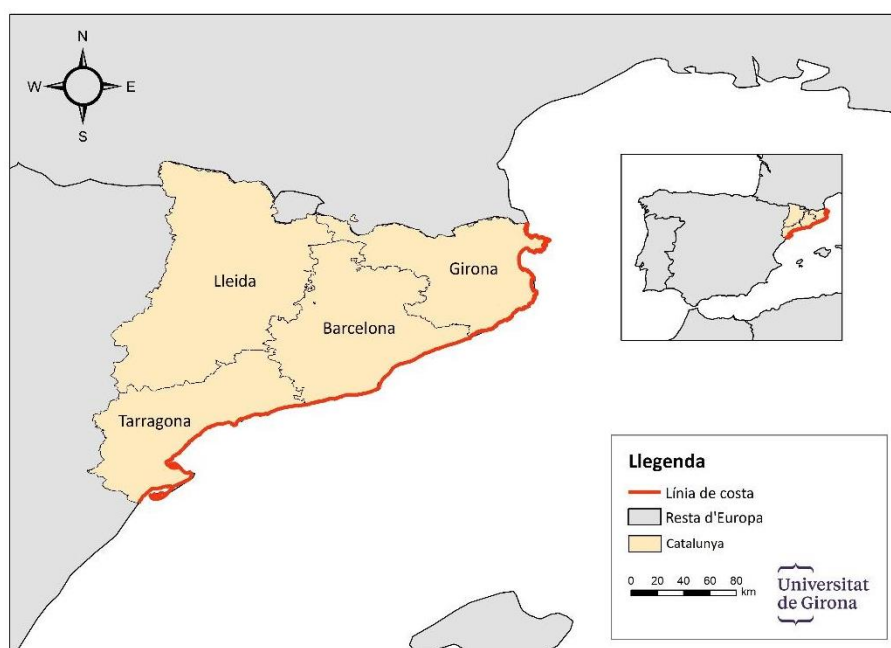 N
W E
S
Lleida
Girona
Barcelona
Tarragona
Llegenda
Línia de costa
Resta d'Europa
Catalunya
0 20 40 60 80
km
Universitat
de Girona